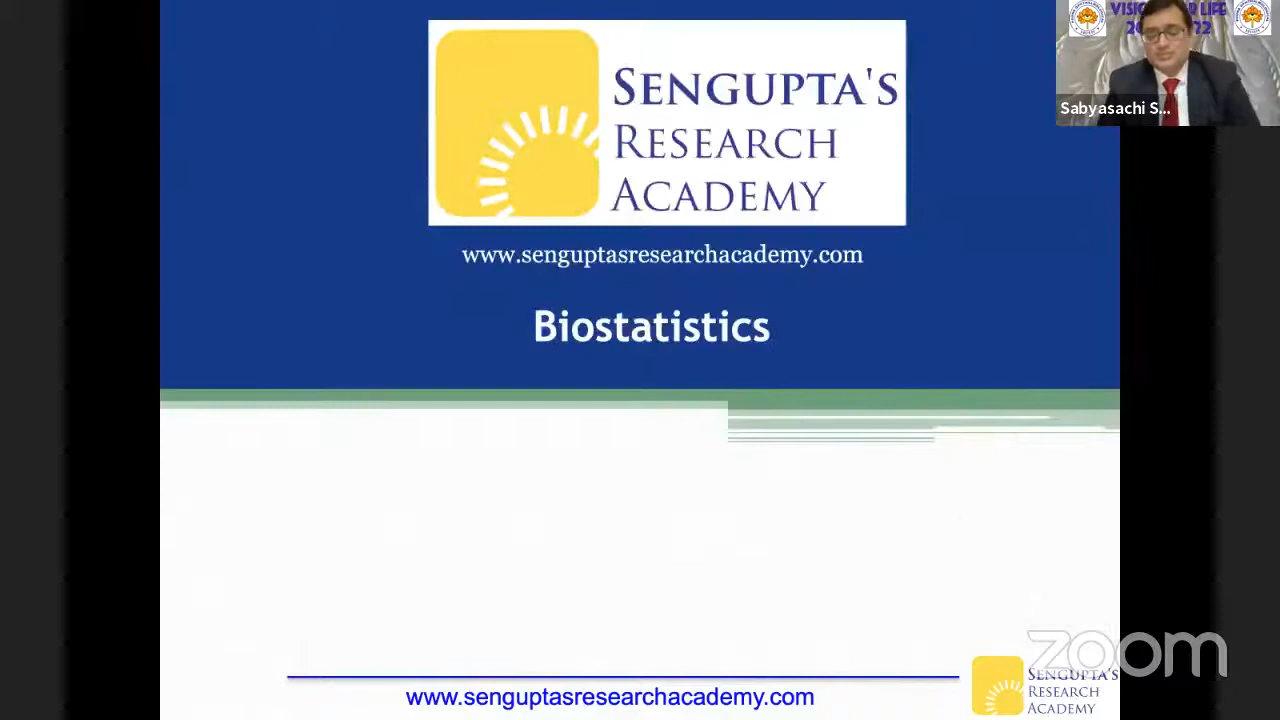 SENGUPTA'S
RESEARCH
ACADEMY
www.senguptasresearchacademy.com
Biostatistics
Sabyasachi S...
zoom
SENGUPTA'S
RESEARCH
ACADEMY
www.senguptasresearchacademy.com